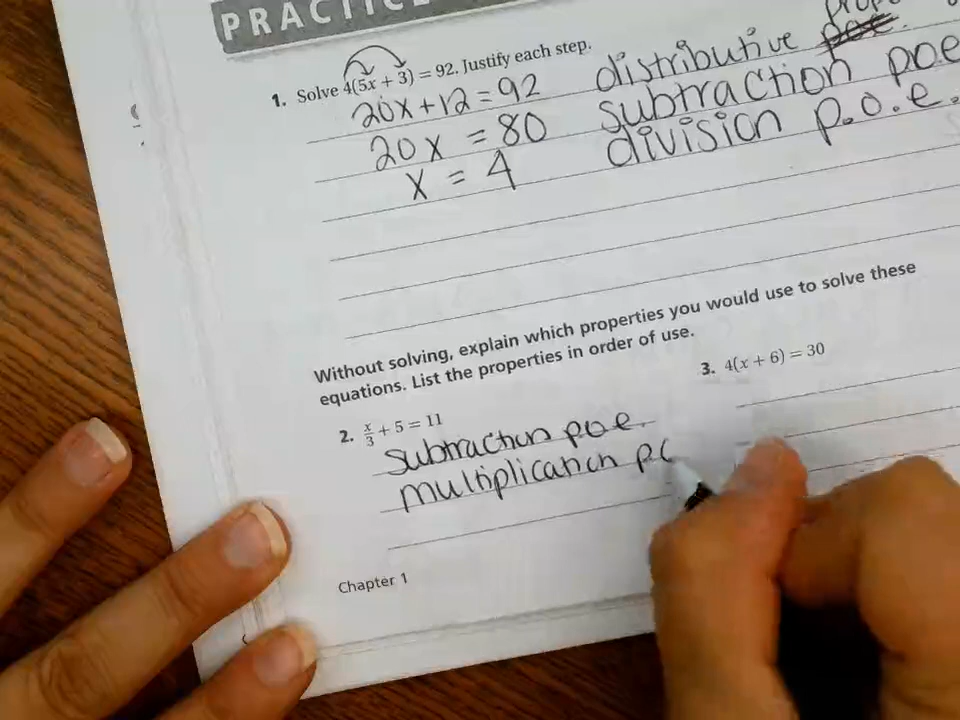 PRACTICE
prop
1. Solve 4(5x + 3) = 92. Justify each step.
20x + 12 = 92 distributive poe.
20x = 80 subtraction poe
x = 4 division p.o.e.
Without solving, explain which properties you would use to solve these
equations. List the properties in order of use.
2. x/3 + 5 = 11
3. 4(x + 6) = 30
subtraction poe.
multiplication po
Chapter 1